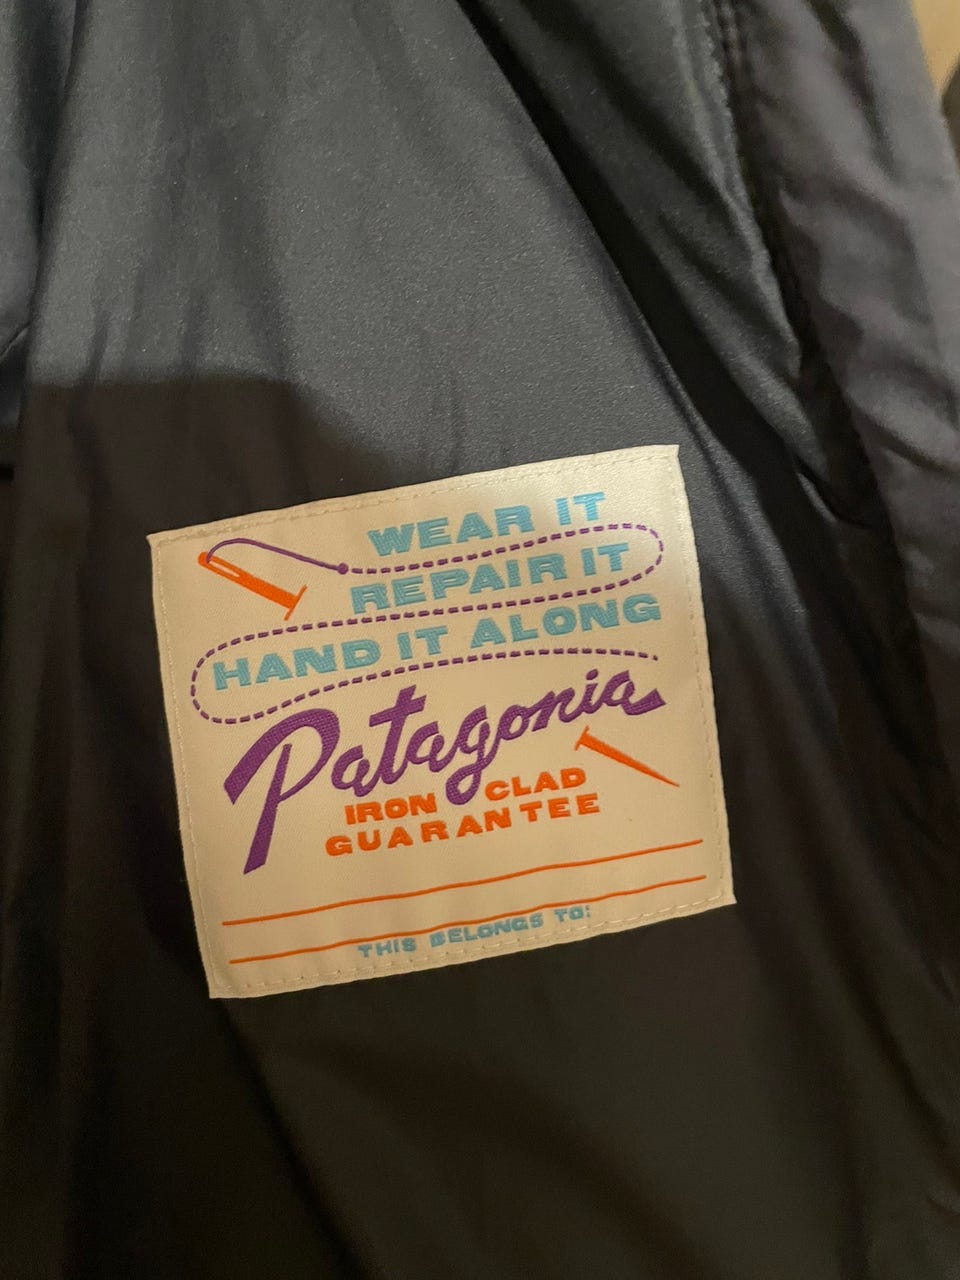 WEAR IT
REPAIR IT
HAND IT ALONG
Patagonia
IRON CLAD
GUARANTEE
THIS BELONGS TO: